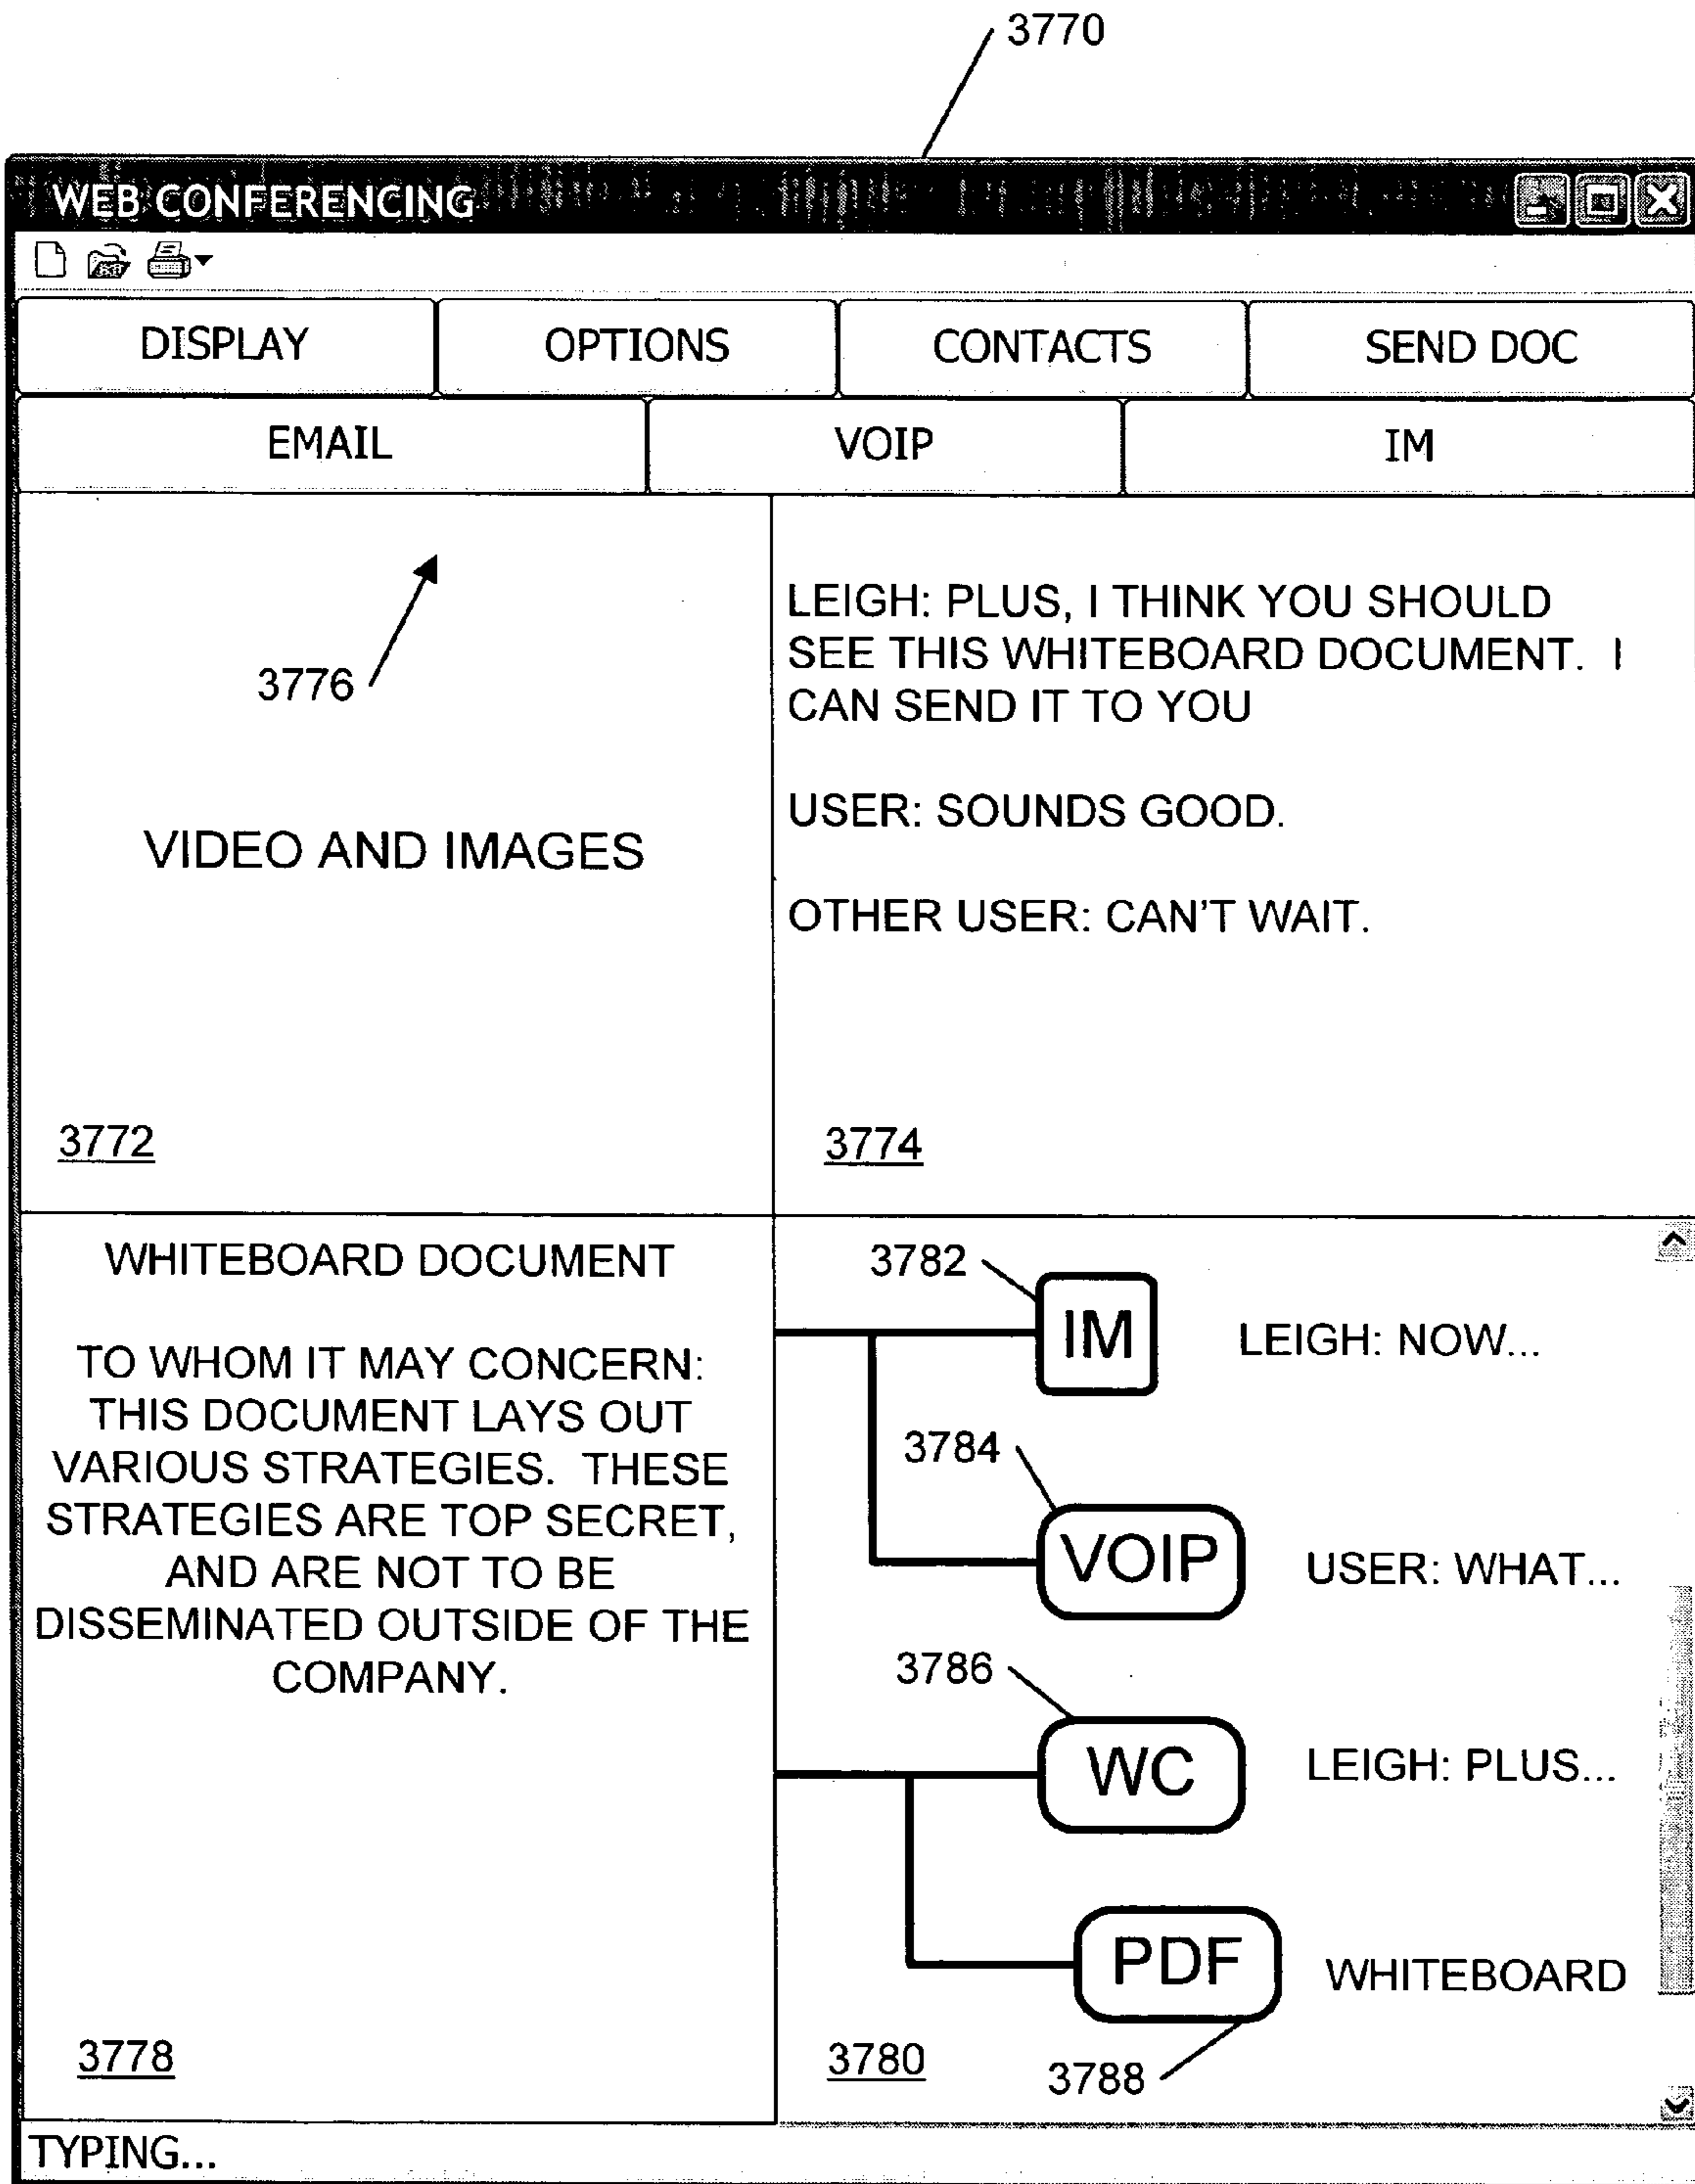 3770
WEB CONFERENCING
DISPLAY OPTIONS CONTACTS SEND DOC
EMAIL VOIP IM
3776
VIDEO AND IMAGES
3772
LEIGH: PLUS, I THINK YOU SHOULD
SEE THIS WHITEBOARD DOCUMENT. I
CAN SEND IT TO YOU
USER: SOUNDS GOOD.
OTHER USER: CAN'T WAIT.
3774
WHITEBOARD DOCUMENT
TO WHOM IT MAY CONCERN:
THIS DOCUMENT LAYS OUT
VARIOUS STRATEGIES. THESE
STRATEGIES ARE TOP SECRET,
AND ARE NOT TO BE
DISSEMINATED OUTSIDE OF THE
COMPANY.
3778
3782
IM LEIGH: NOW...
3784
VOIP USER: WHAT...
3786
WC LEIGH: PLUS...
PDF WHITEBOARD
3780
3788
TYPING...